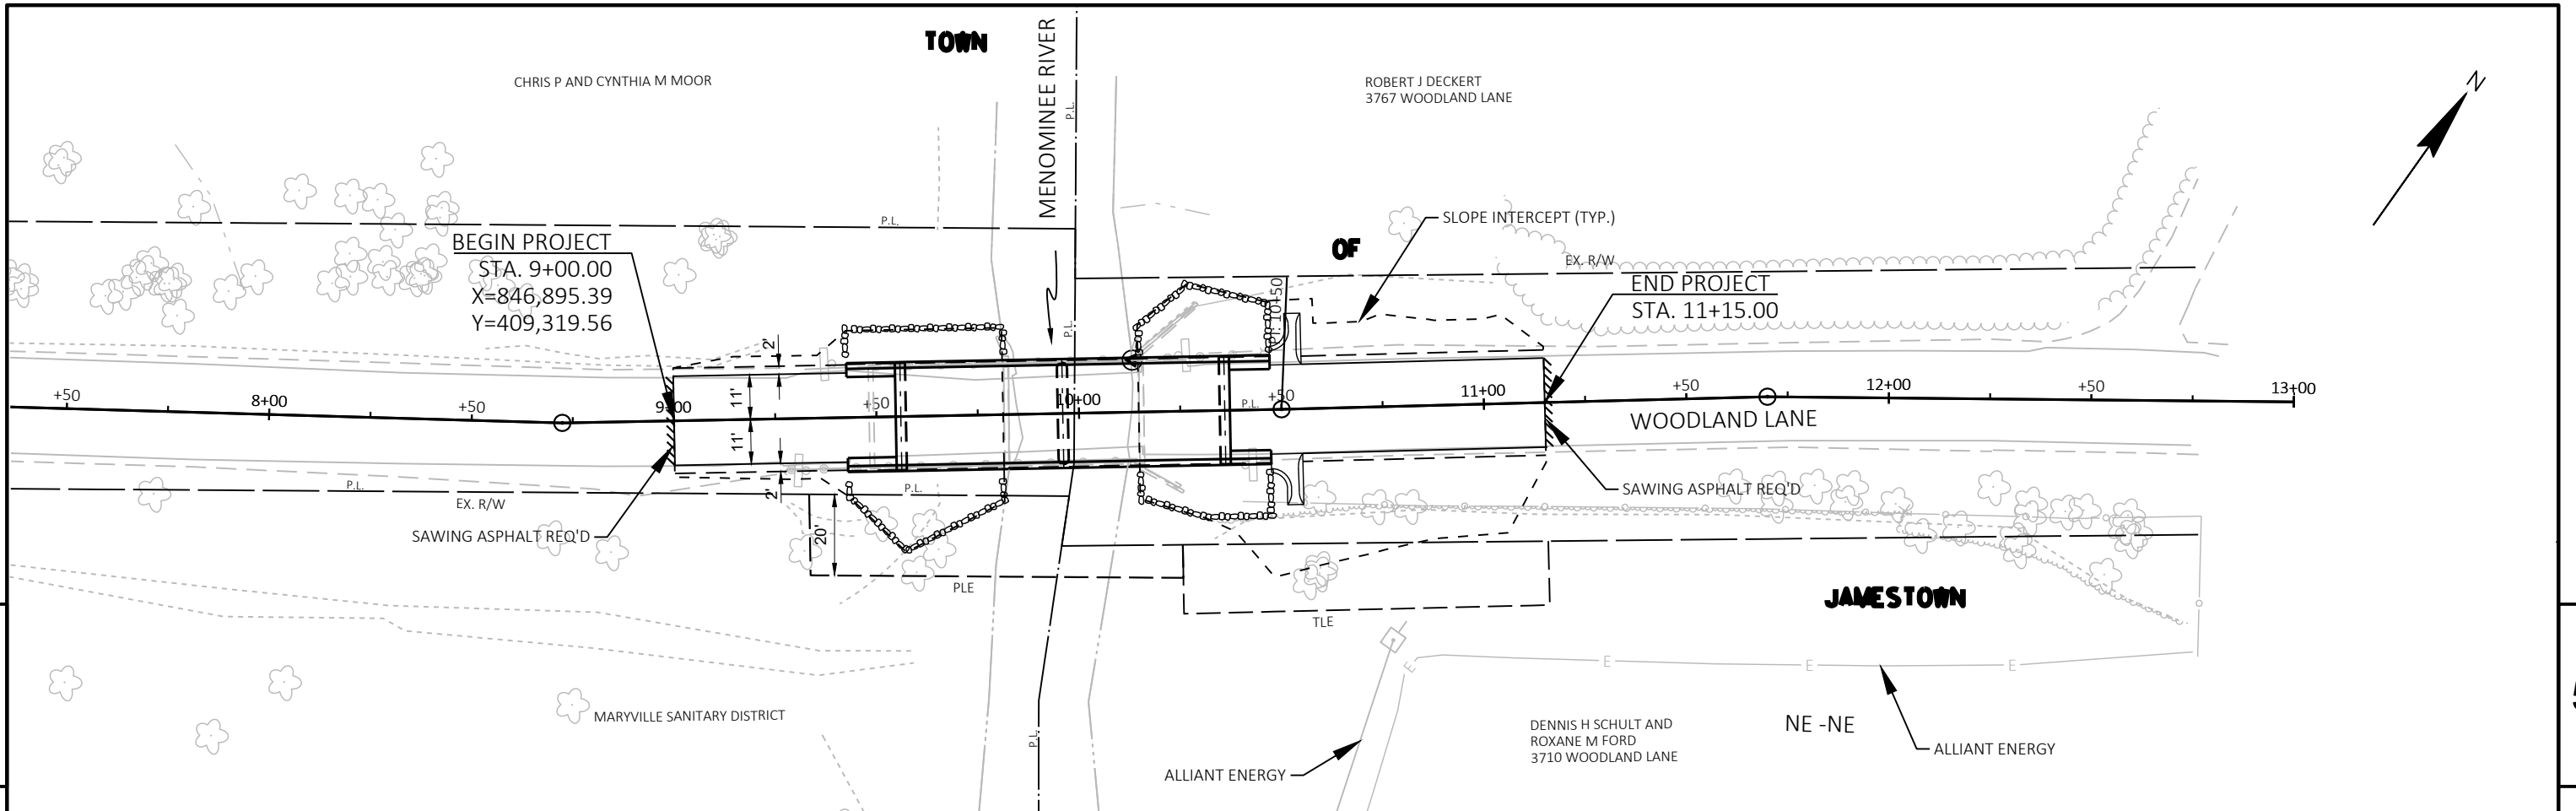 TOWN
MENOMINEE RIVER
P.L.
CHRIS P AND CYNTHIA M MOOR
ROBERT J DECKERT
3767 WOODLAND LANE
N
P.L.
SLOPE INTERCEPT (TYP.)
OF
EX. R/W
BEGIN PROJECT
STA. 9+00.00
X=846,895.39
Y=409,319.56
END PROJECT
STA. 11+15.00
P.L.
2'
11'
11'
2'
20'
+50
8+00
+50
9+00
+50
10+00
P.L.
+50
11+00
+50
12+00
+50
13+00
WOODLAND LANE
P.L.
EX. R/W
P.L.
SAWING ASPHALT REQ'D
SAWING ASPHALT REQ'D
PLE
TLE
JAMESTOWN
E
E
E
E
MARYVILLE SANITARY DISTRICT
P.L.
DENNIS H SCHULT AND
ROXANE M FORD
3710 WOODLAND LANE
NE -NE
ALLIANT ENERGY
ALLIANT ENERGY